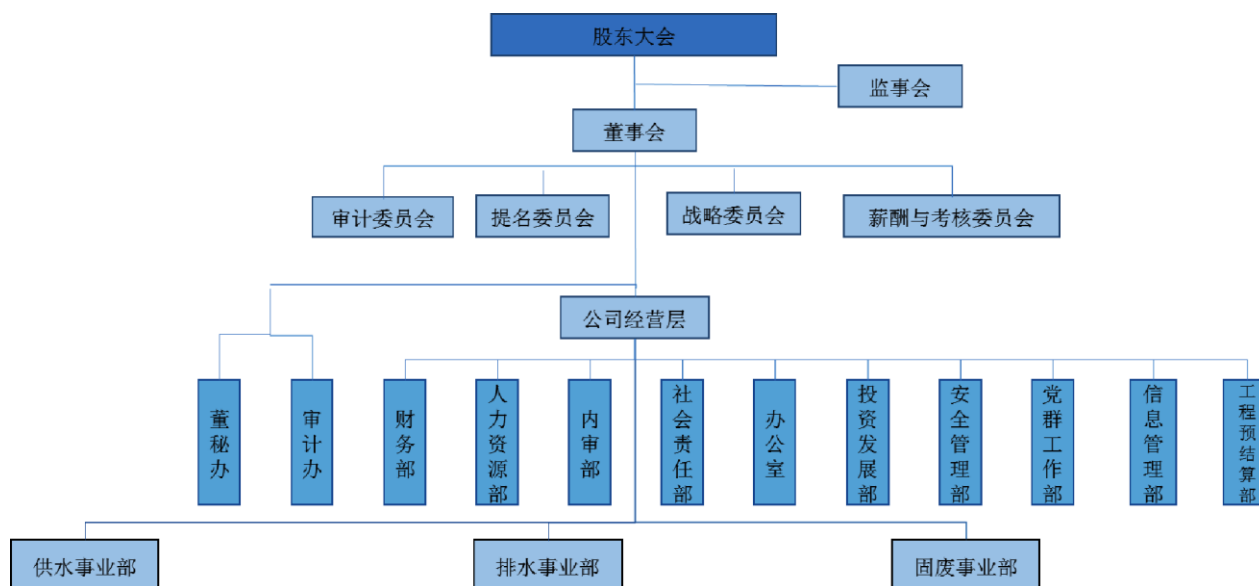 股东大会
监事会
董事会
审计委员会
提名委员会
战略委员会
薪酬与考核委员会
公司经营层
董秘办
审计办
财务部
人力资源部
内审部
社会责任部
办公室
投资发展部
安全管理部
党群工作部
信息管理部
工程预结算部
供水事业部
排水事业部
固废事业部